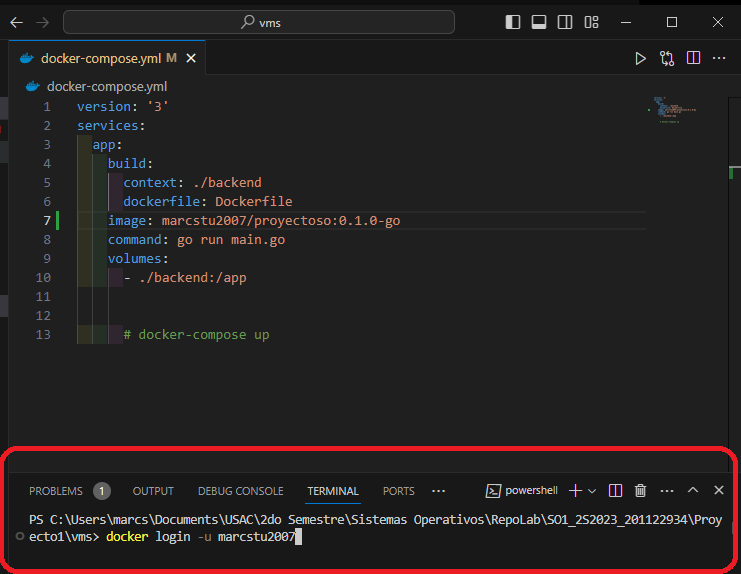 vms
docker-compose.yml M
docker-compose.yml
1 version: '3'
2 services:
3 app:
4 build:
5 context: ./backend
6 dockerfile: Dockerfile
7 image: marcstu2007/proyectoso:0.1.0-go
8 command: go run main.go
9 volumes:
10 - ./backend:/app
11
12
13 # docker-compose up
PROBLEMS 1 OUTPUT DEBUG CONSOLE TERMINAL PORTS ... powershell
PS C:\Users\marcs\Documents\USAC\2do Semestre\Sistemas Operativos\RepoLab\SO1_2S2023_201122934\Proy
ecto1\vms> docker login -u marcstu2007